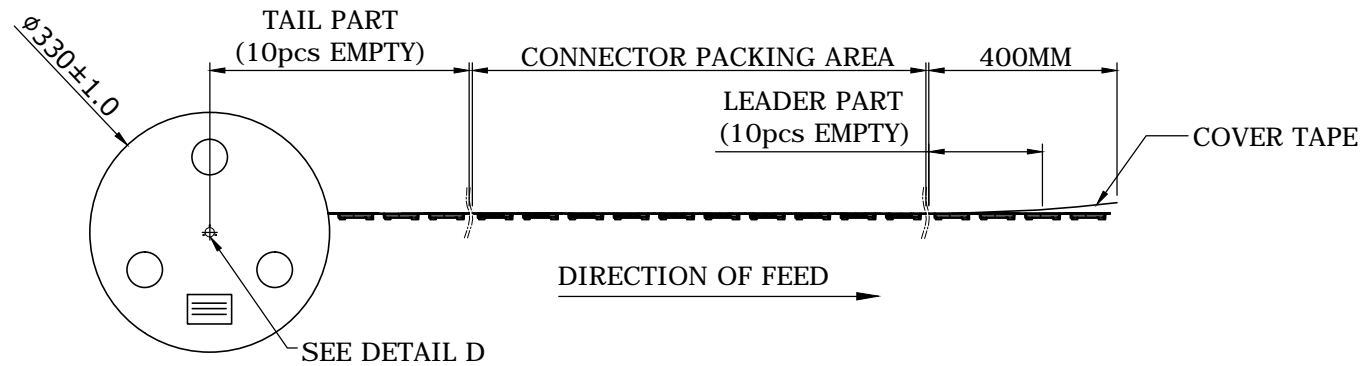 Ø330±1.0
TAIL PART
(10pcs EMPTY)
CONNECTOR PACKING AREA
400MM
LEADER PART
(10pcs EMPTY)
COVER TAPE
DIRECTION OF FEED
SEE DETAIL D